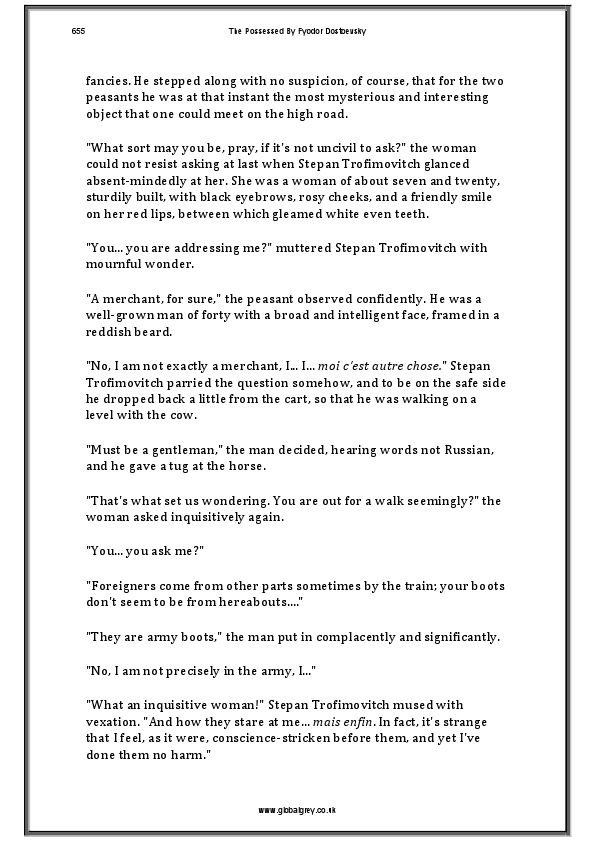 655
The Possessed By Fyodor Dostoevsky
fancies. He stepped along with no suspicion, of course, that for the two
peasants he was at that instant the most mysterious and interesting
object that one could meet on the high road.
"What sort may you be, pray, if it's not uncivil to ask?" the woman
could not resist asking at last when Stepan Trofimovitch glanced
absent-mindedly at her. She was a woman of about seven and twenty,
sturdily built, with black eyebrows, rosy cheeks, and a friendly smile
on her red lips, between which gleamed white even teeth.
"You... you are addressing me?" muttered Stepan Trofimovitch with
mournful wonder.
"A merchant, for sure," the peasant observed confidently. He was a
well-grown man of forty with a broad and intelligent face, framed in a
reddish beard.
"No, I am not exactly a merchant, I... I... moi c'est autre chose." Stepan
Trofimovitch parried the question somehow, and to be on the safe side
he dropped back a little from the cart, so that he was walking on a
level with the cow.
"Must be a gentleman," the man decided, hearing words not Russian,
and he gave a tug at the horse.
"That's what set us wondering. You are out for a walk seemingly?" the
woman asked inquisitively again.
"You... you ask me?"
"Foreigners come from other parts sometimes by the train; your boots
don't seem to be from hereabouts...."
"They are army boots," the man put in complacently and significantly.
"No, I am not precisely in the army, I..."
"What an inquisitive woman!" Stepan Trofimovitch mused with
vexation. "And how they stare at me... mais enfin. In fact, it's strange
that I feel, as it were, conscience-stricken before them, and yet I've
done them no harm."
www.globalgrey.co.uk